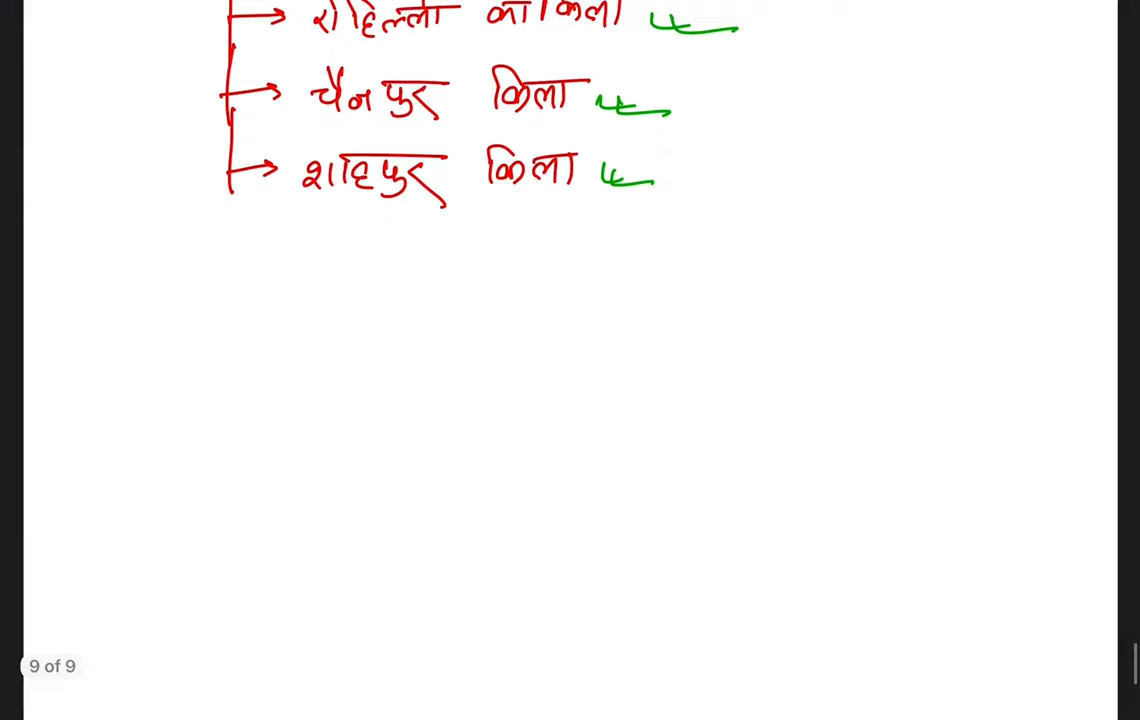 रोहिल्ला का किला
चैनपुर किला
शाहपुर किला
9 of 9